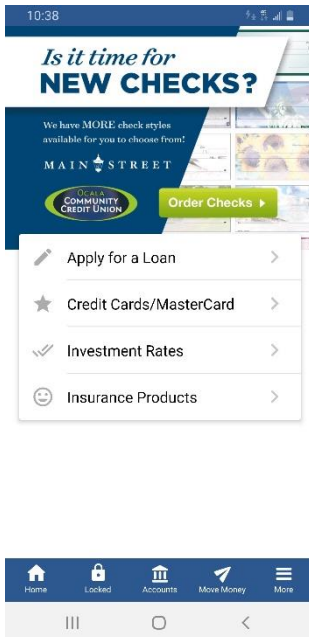 10:38
Is it time for
NEW CHECKS?
We have MORE check styles
available for you to choose from!
MAIN STREET
OCALA
COMMUNITY
CREDIT UNION
Order Checks
Apply for a Loan
Credit Cards/MasterCard
Investment Rates
Insurance Products
Home Locked Accounts Move Money More